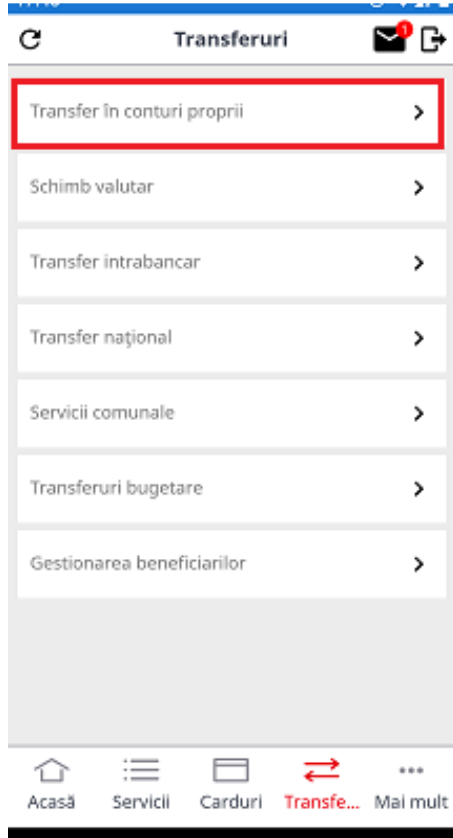 Transferuri
1
Transfer în conturi proprii
Schimb valutar
Transfer intrabancar
Transfer național
Servicii comunale
Transferuri bugetare
Gestionarea beneficiarilor
Acasă Servicii Carduri Transfe... Mai mult